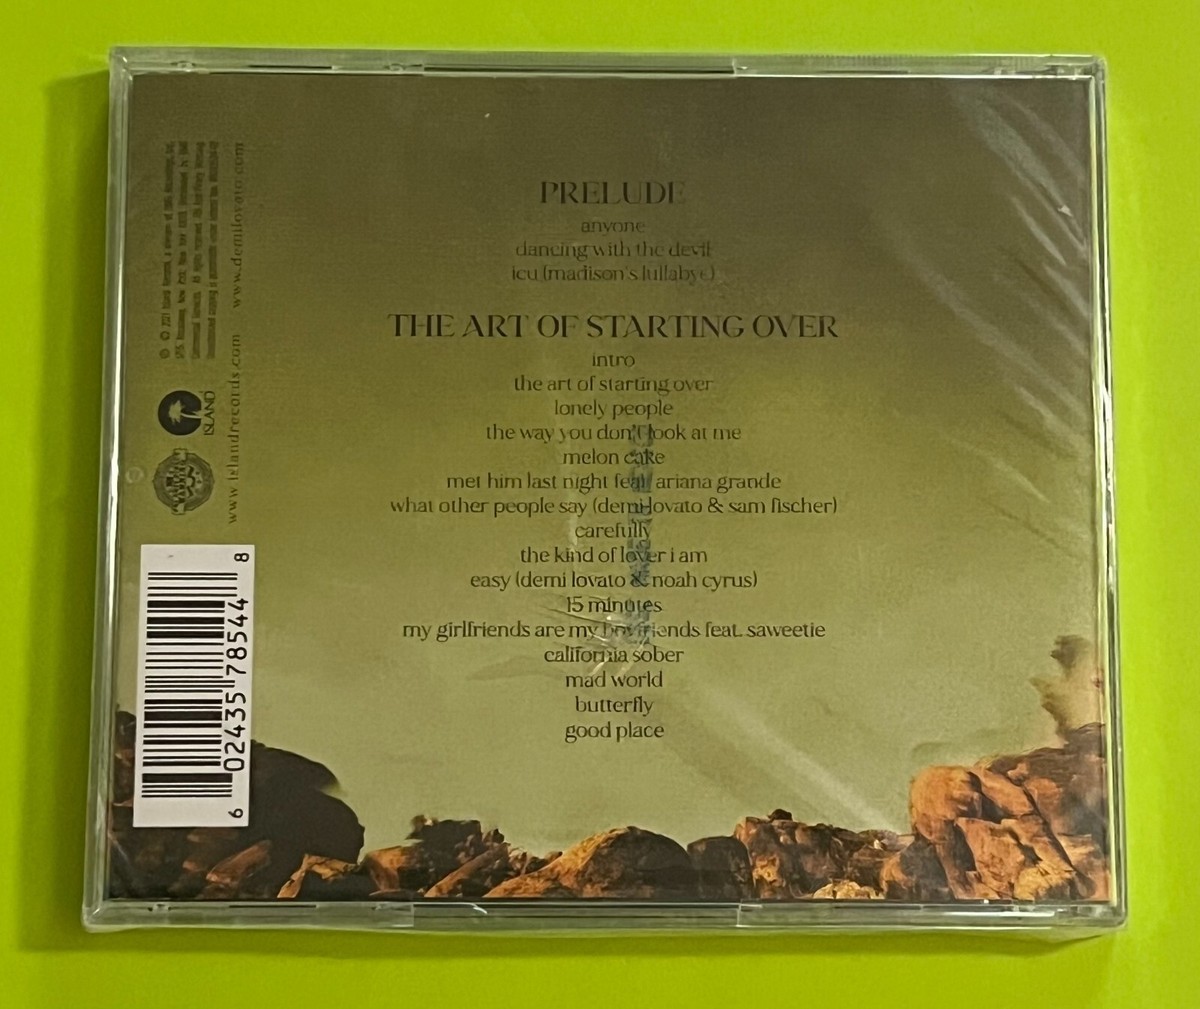 PRELUDE
anyone
dancing with the devil
icu (madison's lullabye)
THE ART OF STARTING OVER
intro
the art of starting over
lonely people
the way you don't look at me
melon cake
met him last night feat. ariana grande
what other people say (demi lovato & sam fischer)
carefully
the kind of lover i am
easy (demi lovato & noah cyrus)
15 minutes
my girlfriends are my boyfriends feat. saweetie
california sober
mad world
butterfly
good place
ISLAND
www.islandrecords.com www.demilovato.com
6 02435 78544 8